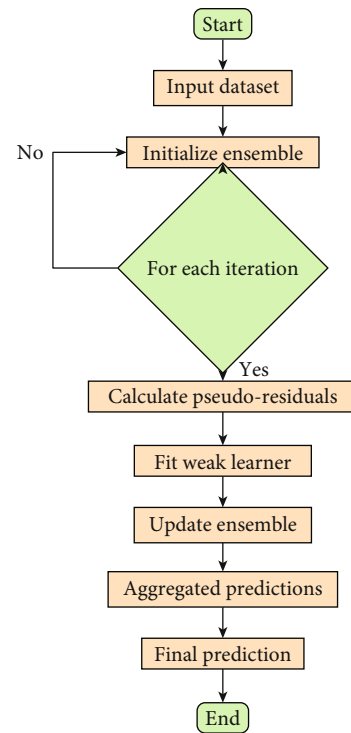 Start
Input dataset
No
Initialize ensemble
For each iteration
Yes
Calculate pseudo-residuals
Fit weak learner
Update ensemble
Aggregated predictions
Final prediction
End